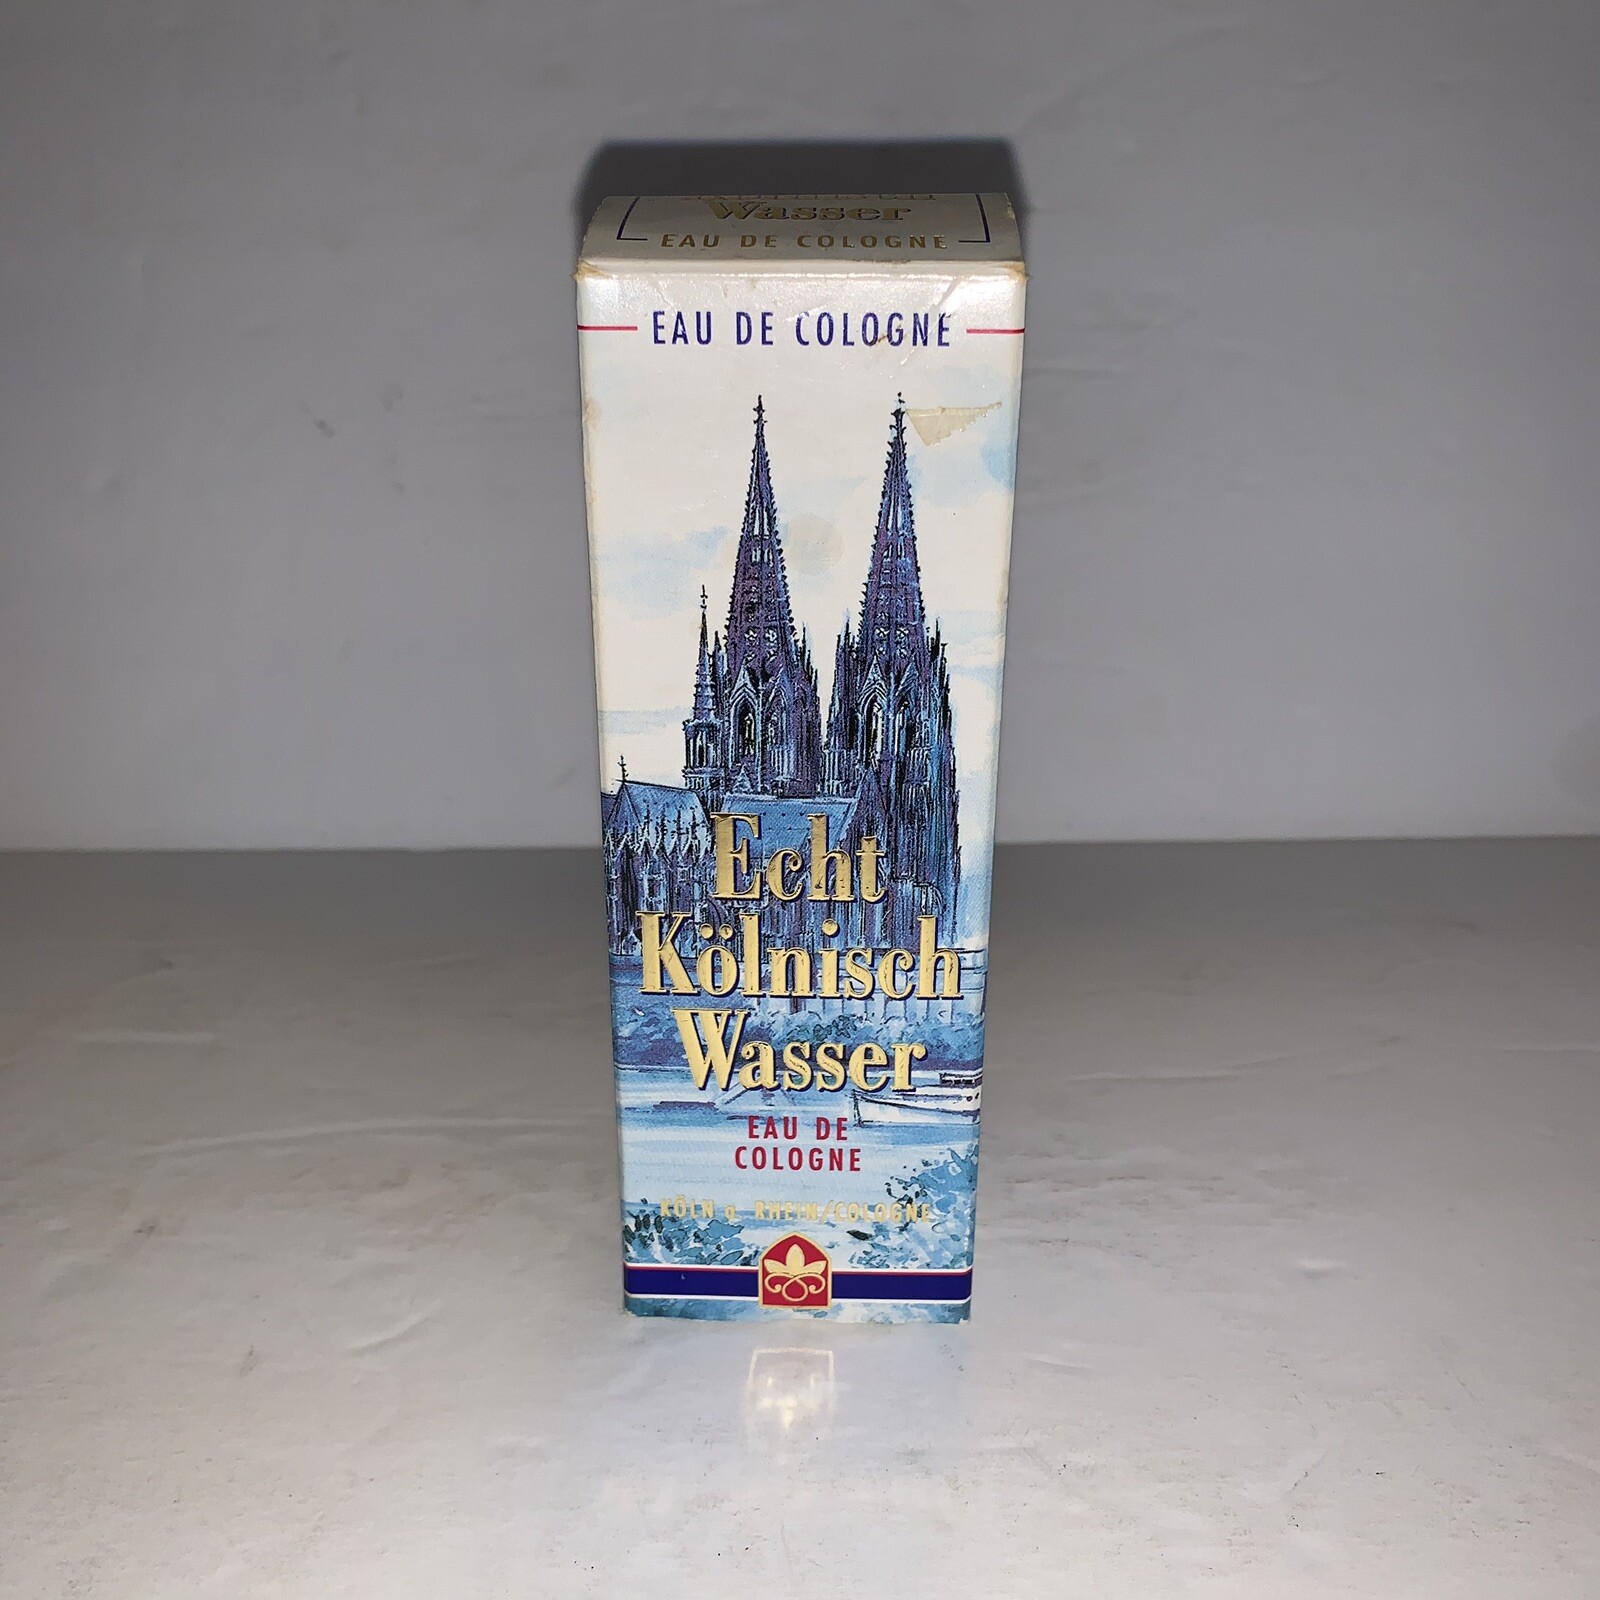 Wasser
EAU DE COLOGNE
EAU DE COLOGNE
Echt
Kölnisch
Wasser
EAU DE
COLOGNE
KÖLN a. RHEIN/COLOGNE